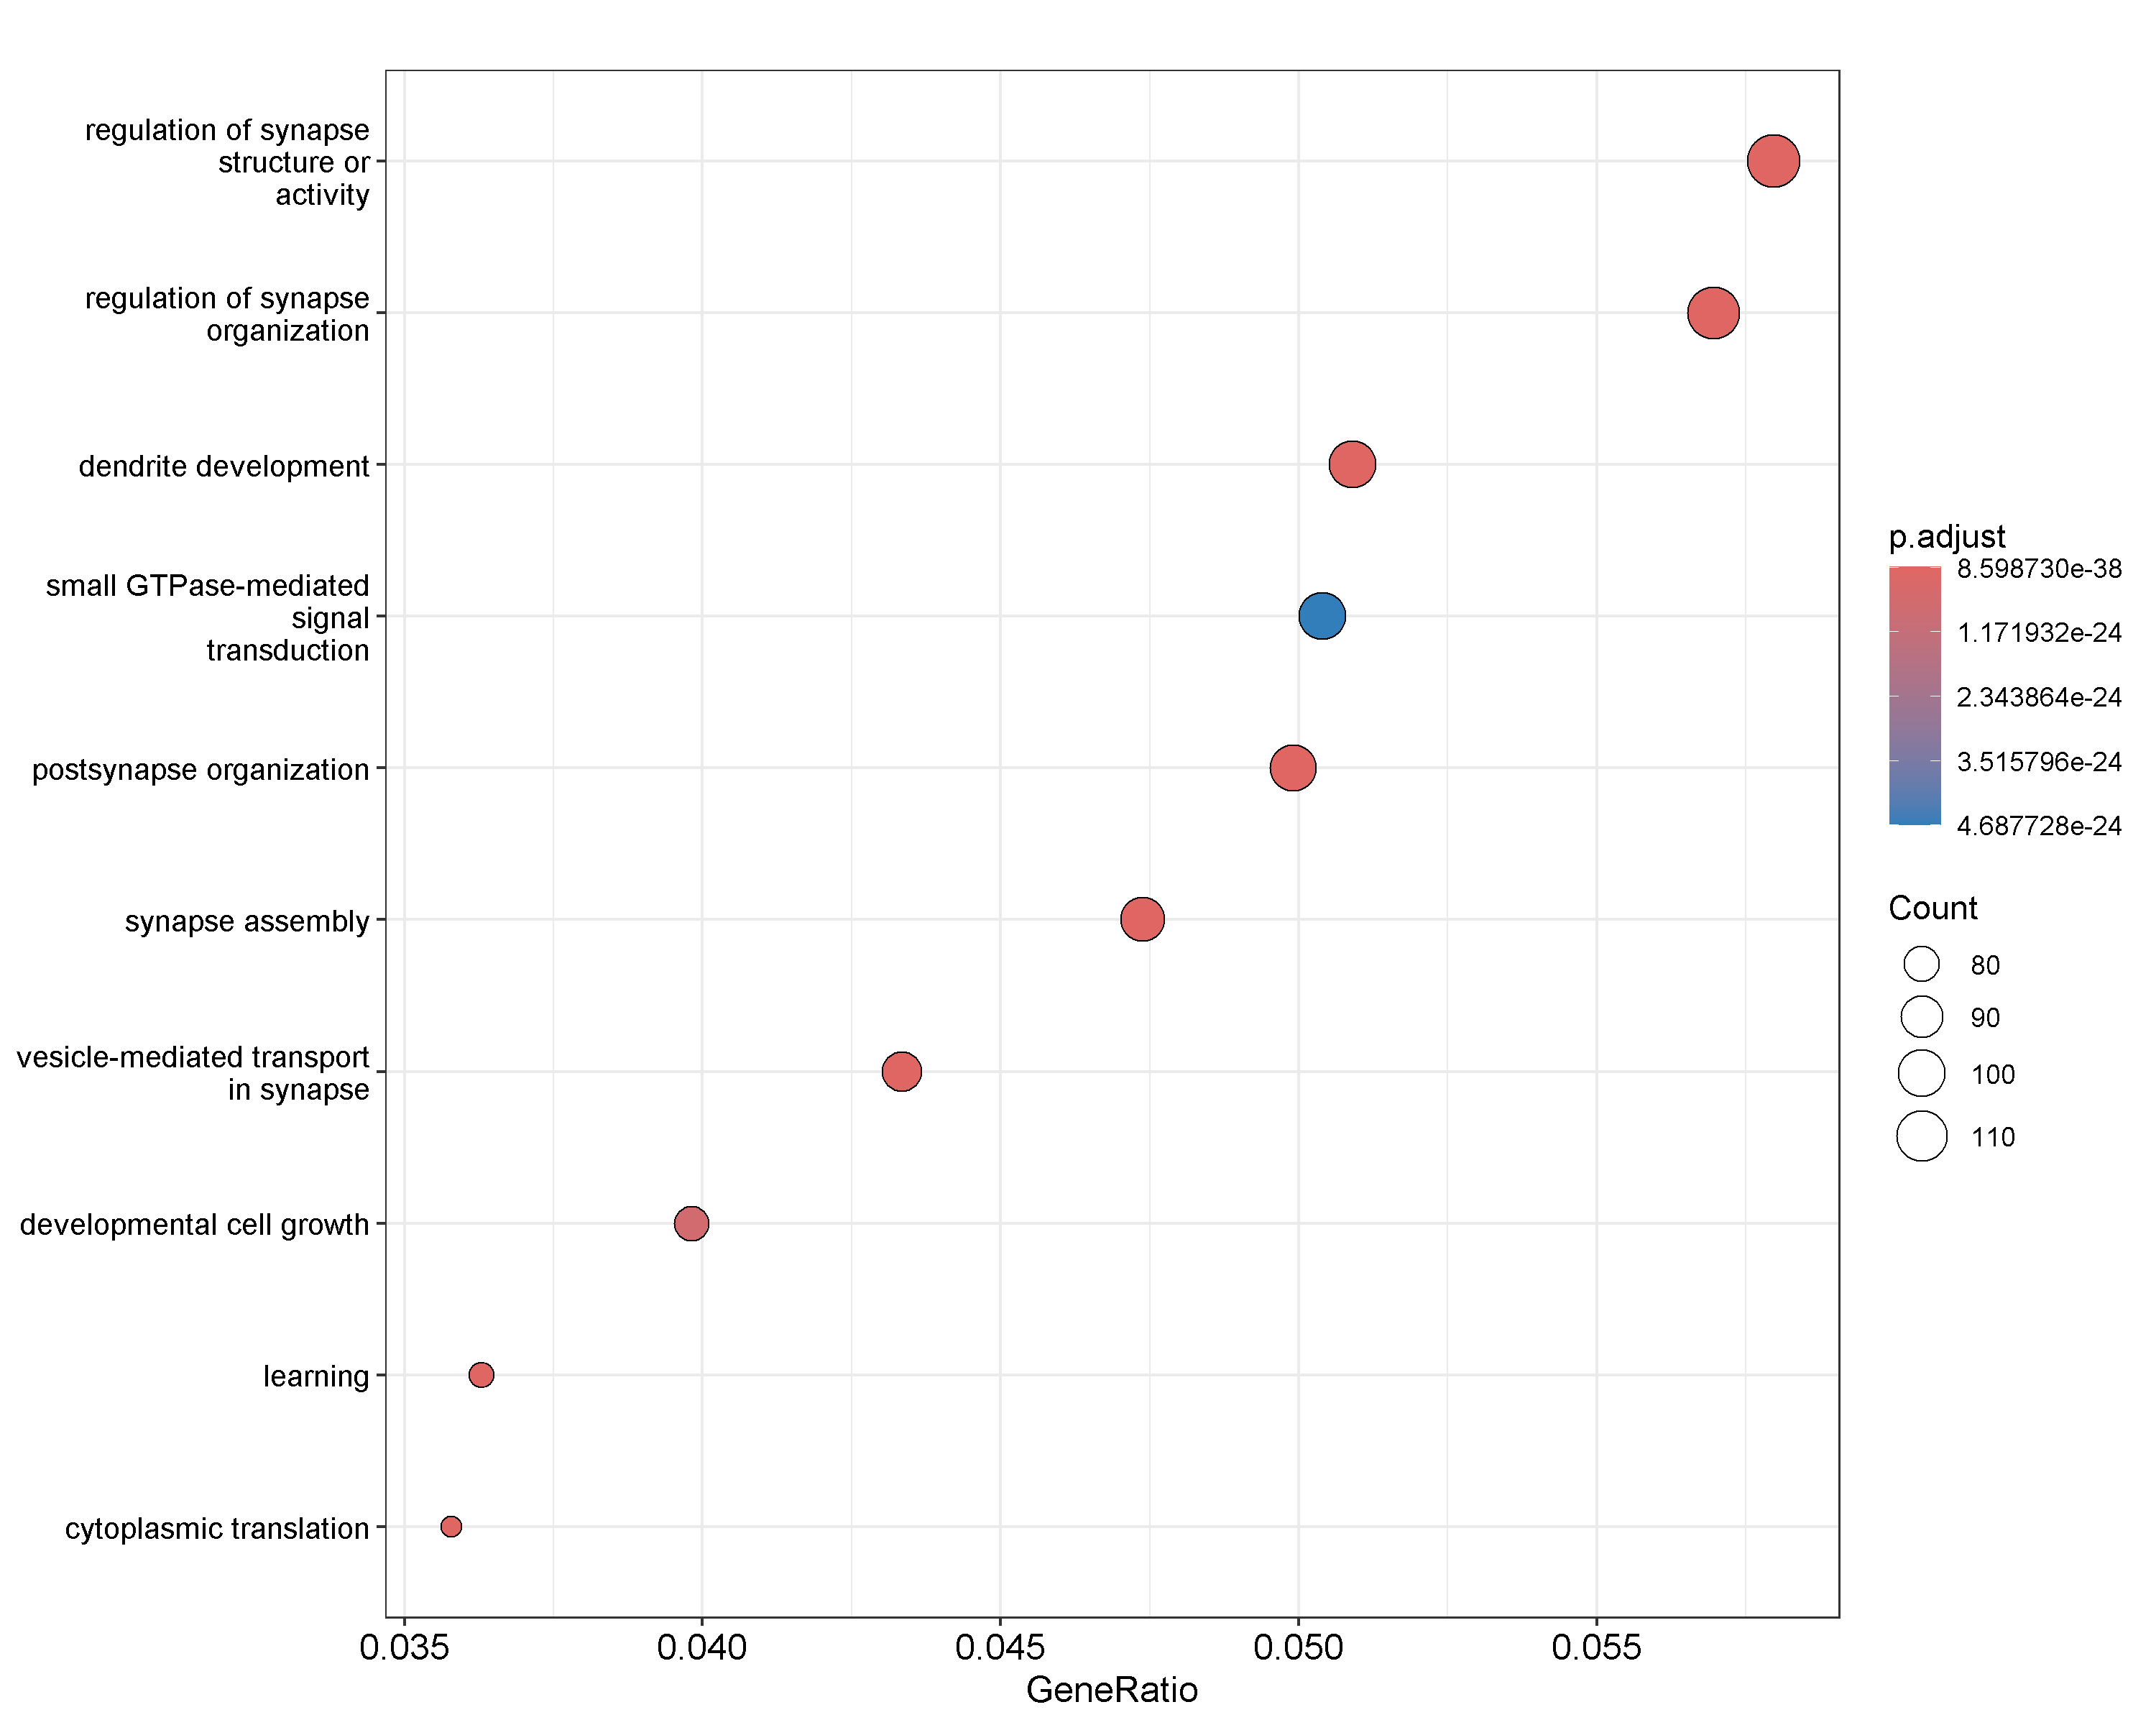 regulation of synapse
structure or
activity
regulation of synapse
organization
dendrite development
small GTPase-mediated
signal
transduction
postsynapse organization
synapse assembly
vesicle-mediated transport
in synapse
developmental cell growth
learning
cytoplasmic translation
0.035 0.040 0.045 0.050 0.055
GeneRatio
p.adjust
8.598730e-38
1.171932e-24
2.343864e-24
3.515796e-24
4.687728e-24
Count
80
90
100
110